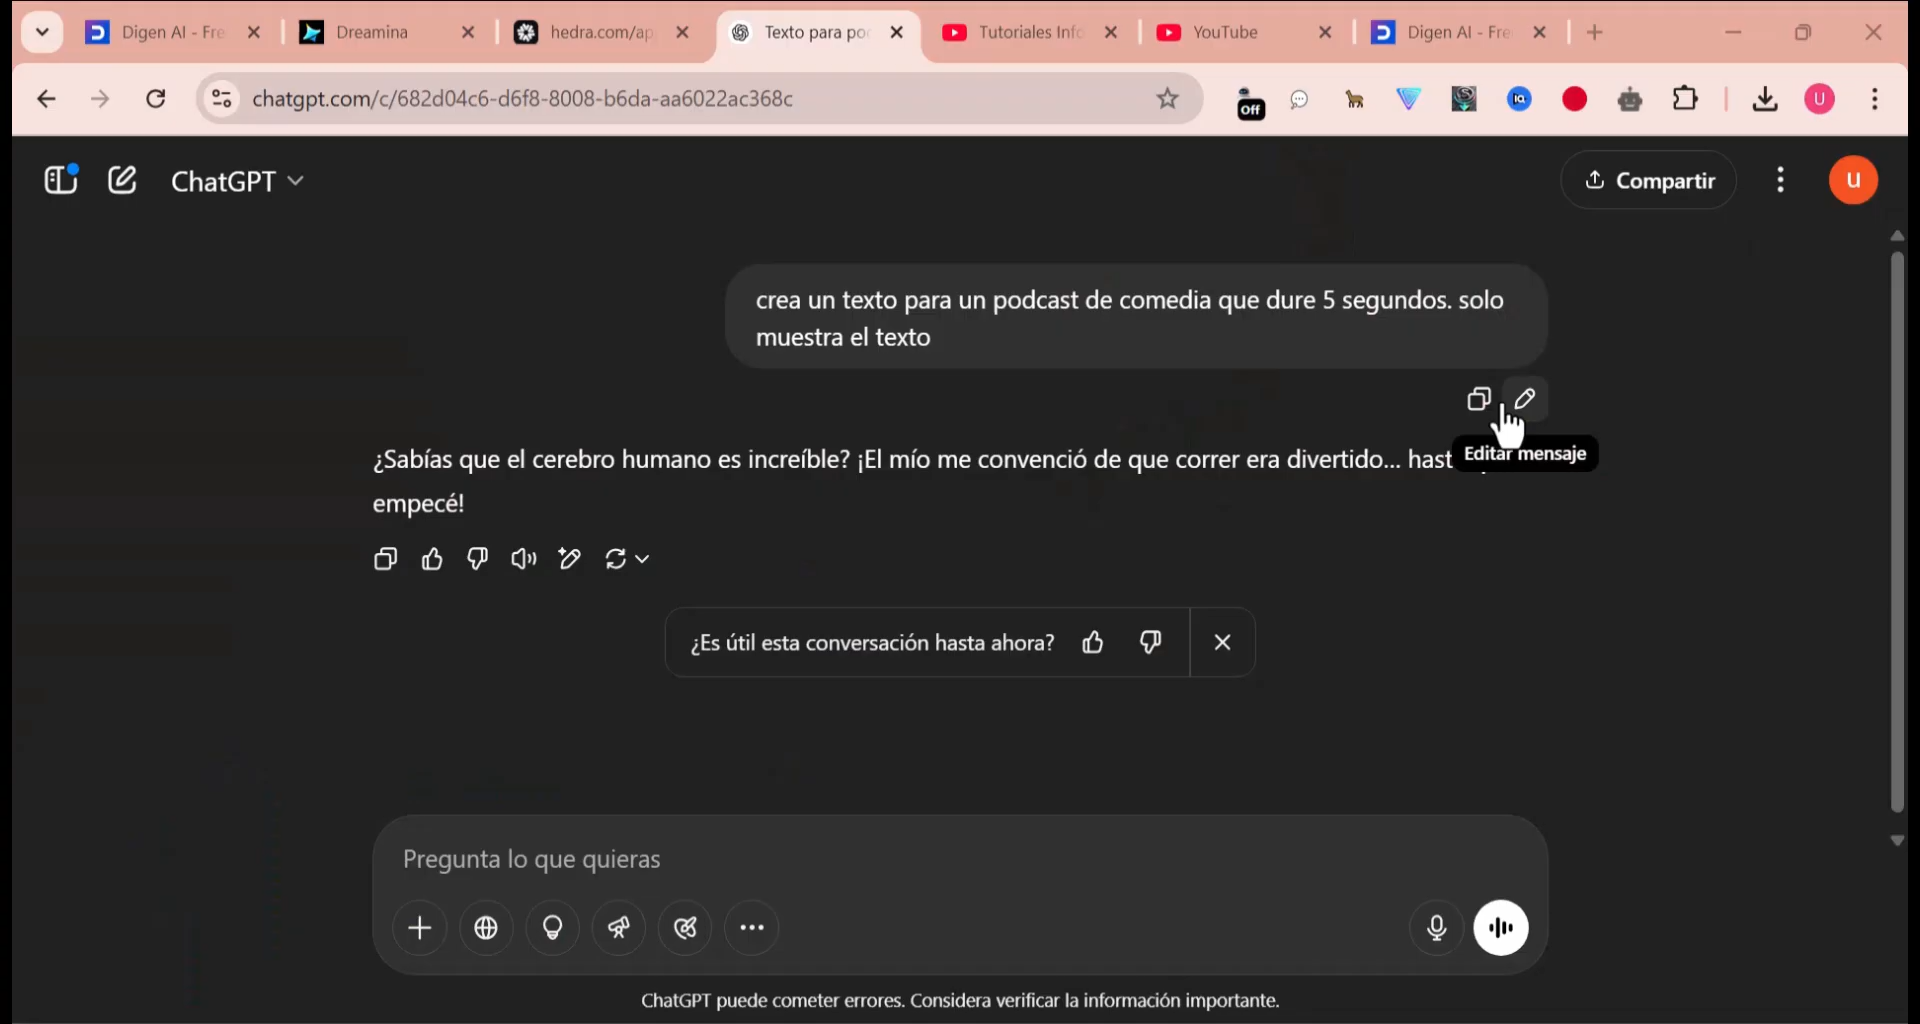 Digen AI - Fre
Dreamina
hedra.com/ap
Texto para po
Tutoriales Info
YouTube
Digen AI - Fre
chatgpt.com/c/682d04c6-d6f8-8008-b6da-aa6022ac368c
Off
IQ
U
ChatGPT
Compartir
u
crea un texto para un podcast de comedia que dure 5 segundos. solo
muestra el texto
Editar mensaje
¿Sabías que el cerebro humano es increíble? ¡El mío me convenció de que correr era divertido... hast
empecé!
¿Es útil esta conversación hasta ahora?
Pregunta lo que quieras
ChatGPT puede cometer errores. Considera verificar la información importante.